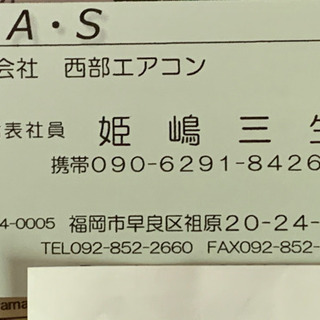 A・S
会社 西部エアコン
表社員 姫嶋三
携帯090-6291-8426
4-0005 福岡市早良区祖原20-24-
TEL092-852-2660 FAX092-852-